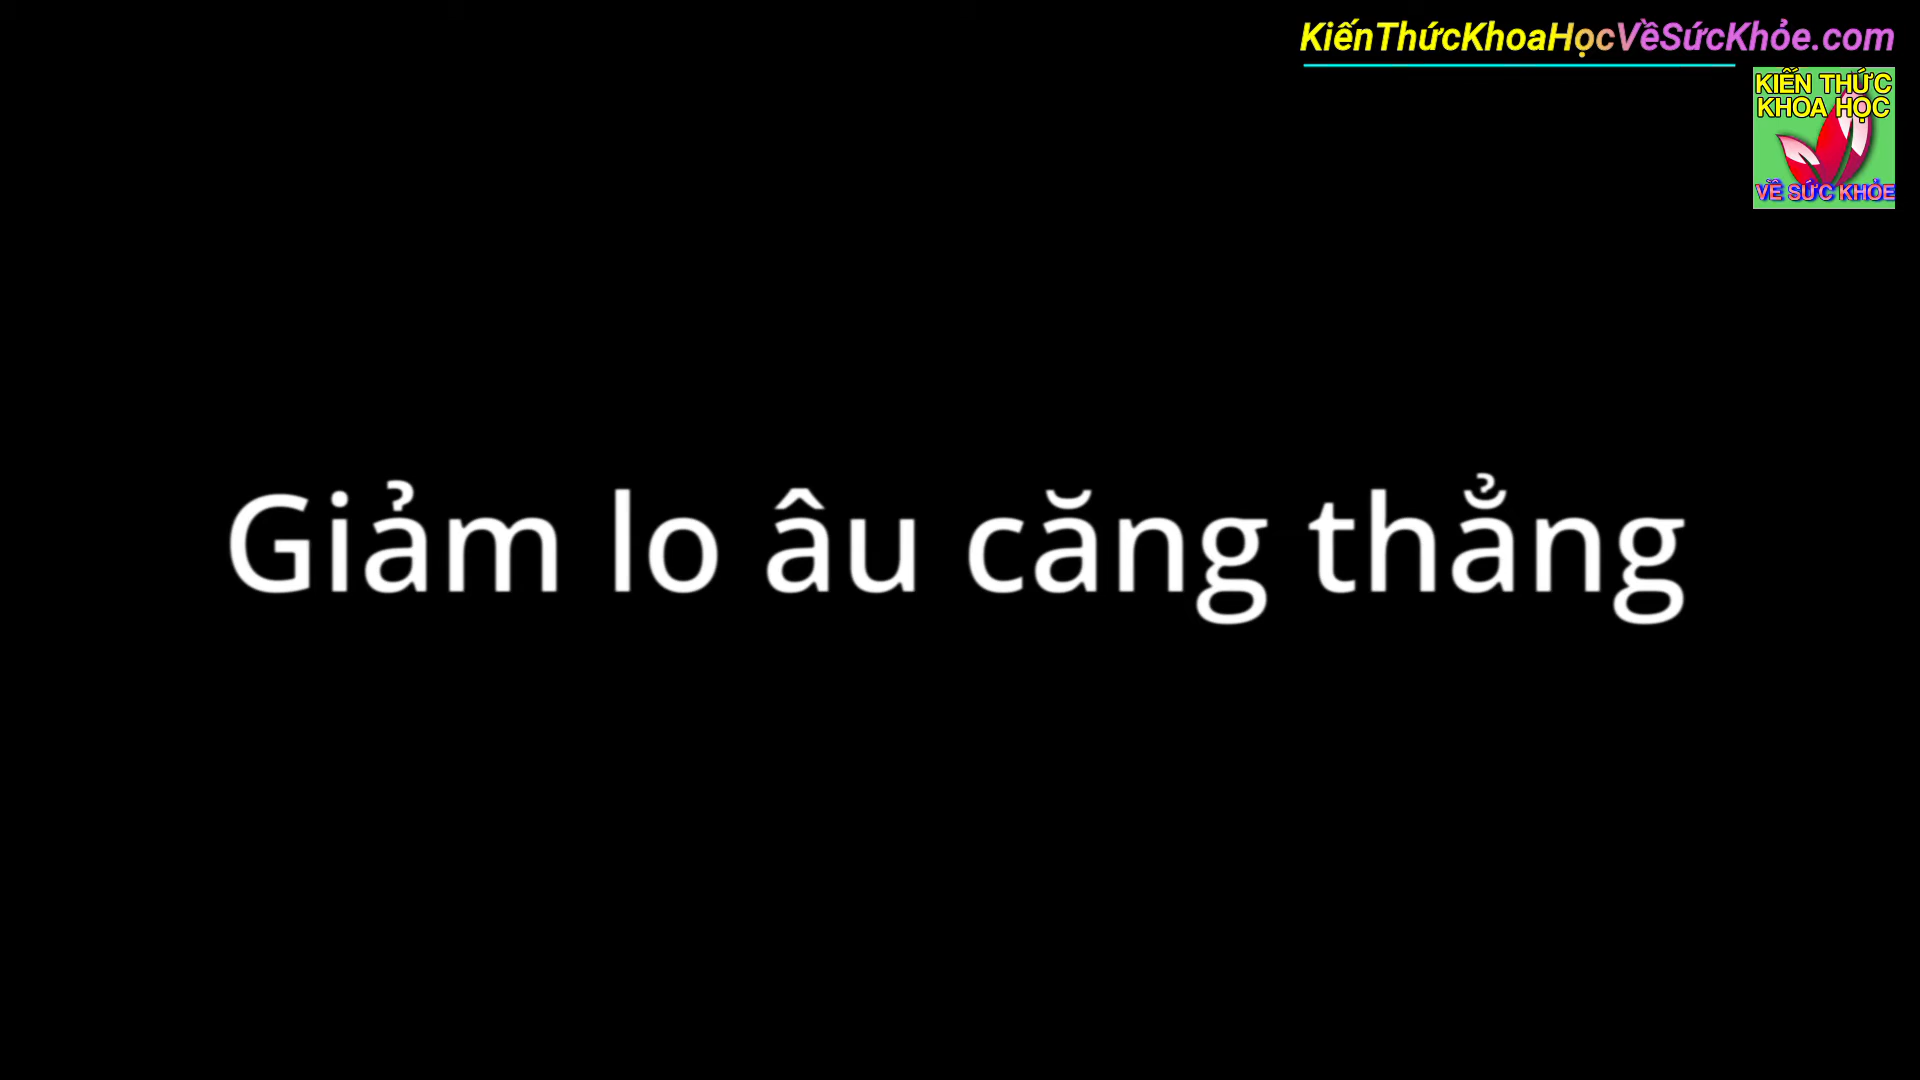 KiếnThứcKhoaHọcVềSứcKhỏe.com
KIẾN THỨC
KHOA HỌC
VỀ SỨC KHỎE
Giảm lo âu căng thẳng